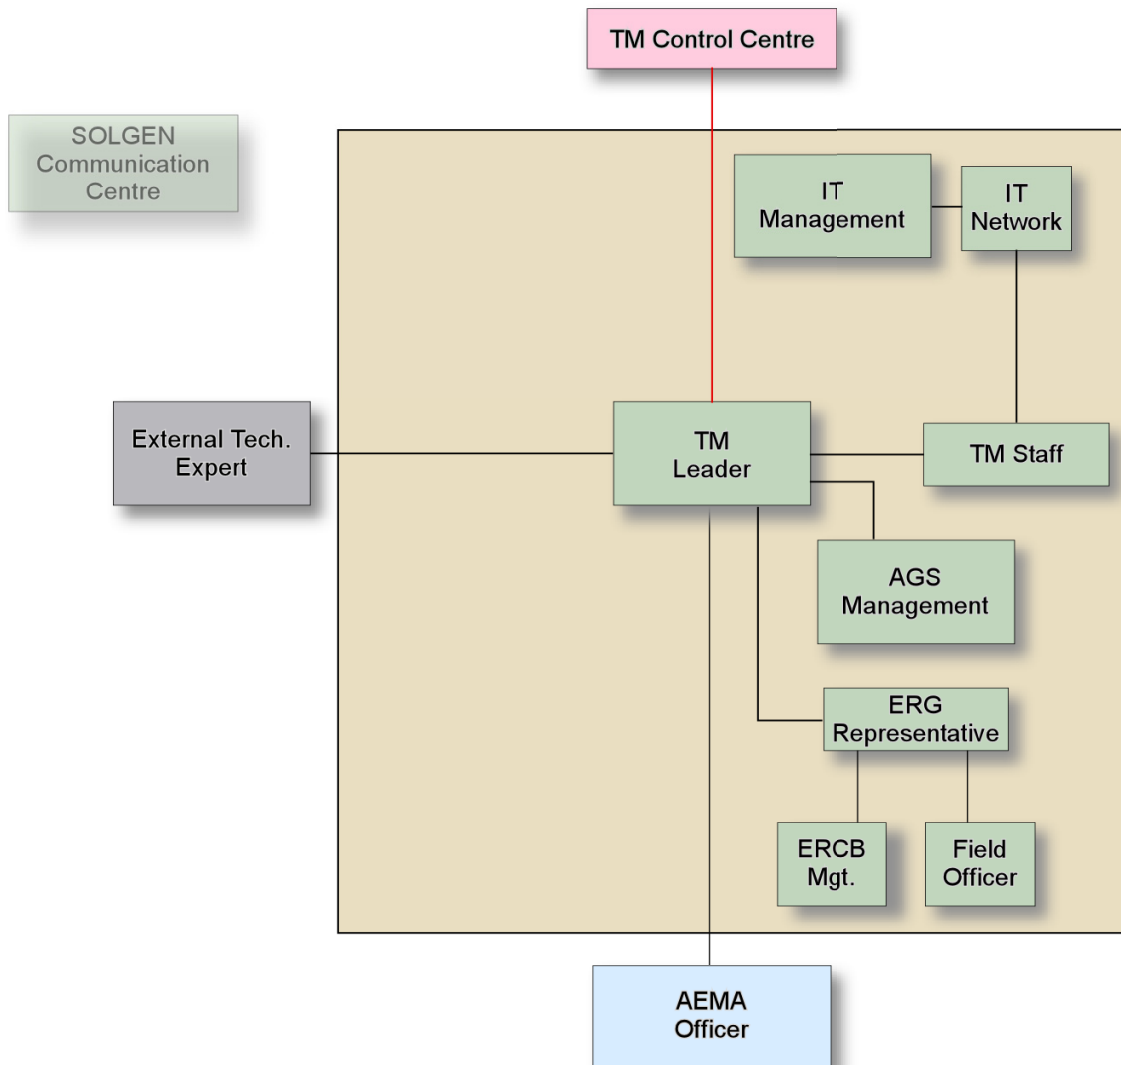 TM Control Centre
SOLGEN
Communication
Centre
IT
Management
IT
Network
External Tech.
Expert
TM
Leader
TM Staff
AGS
Management
ERG
Representative
ERCB
Mgt.
Field
Officer
AEMA
Officer